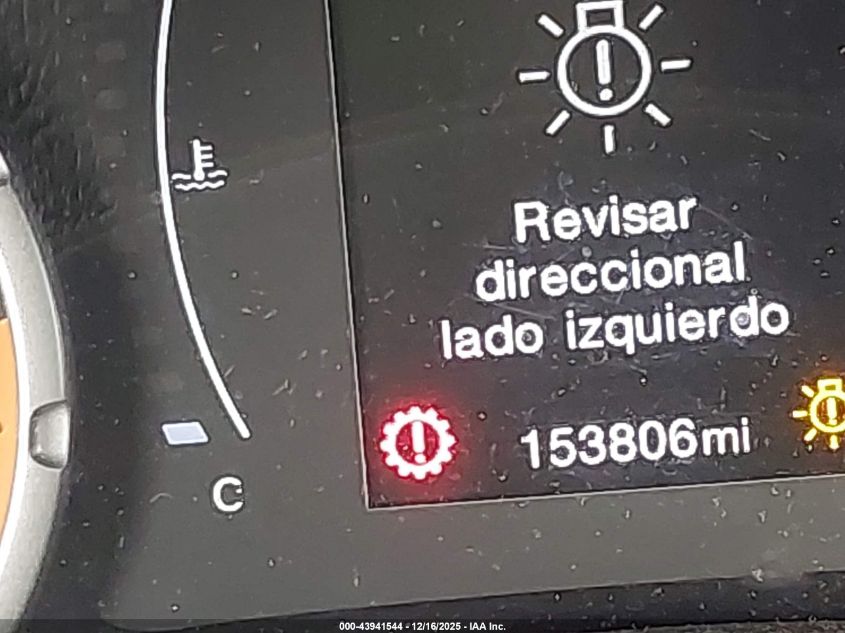 Revisar
direccional
lado izquierdo
153806mi
C
000-43941544 - 12/16/2025 - IAA Inc.